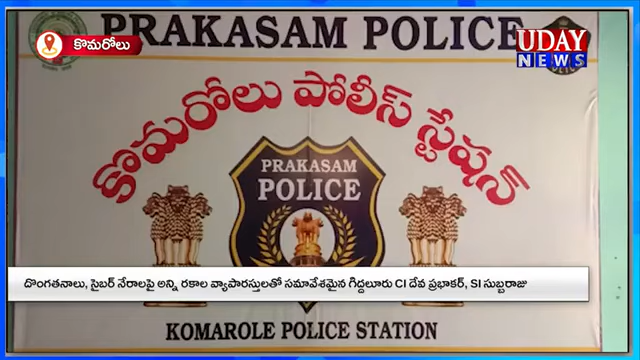 PRAKASAM POLICE
కొమరోలు
UDAY
NEWS
కొమరోలు పోలీస్ స్టేషన్
PRAKASAM
POLICE
దొంగతనాలు, సైబర్ నేరాలపై అన్ని రకాల వ్యాపారస్తులతో సమావేశమైన గిద్దలూరు CI దేవ ప్రభాకర్, SI సుబ్బరాజు
KOMAROLE POLICE STATION